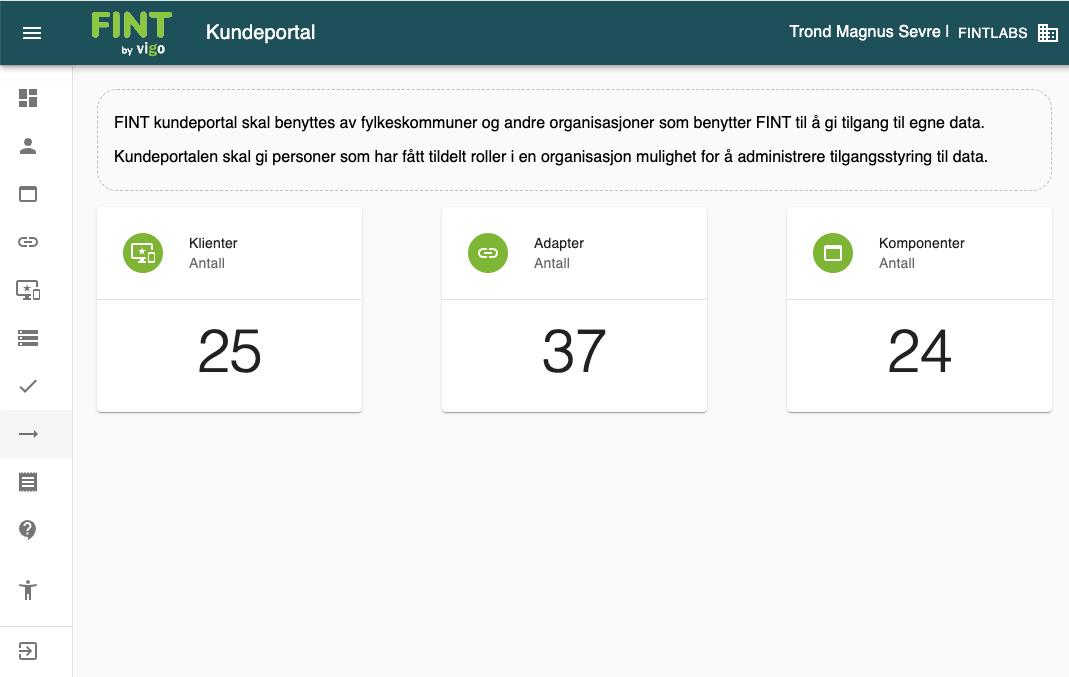 FINT
by vigo
Kundeportal
Trond Magnus Sevre |
FINTLABS
FINT kundeportal skal benyttes av fylkeskommuner og andre organisasjoner som benytter FINT til å gi tilgang til egne data.
Kundeportalen skal gi personer som har fått tildelt roller i en organisasjon mulighet for å administrere tilgangsstyring til data.
Klienter
Antall
25
Adapter
Antall
37
Komponenter
Antall
24